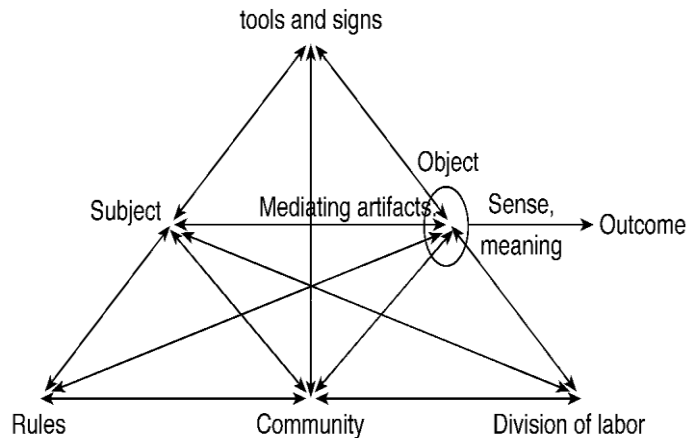 tools and signs
Object
Subject
Mediating artifacts,
Sense,
meaning
Outcome
Rules
Community
Division of labor